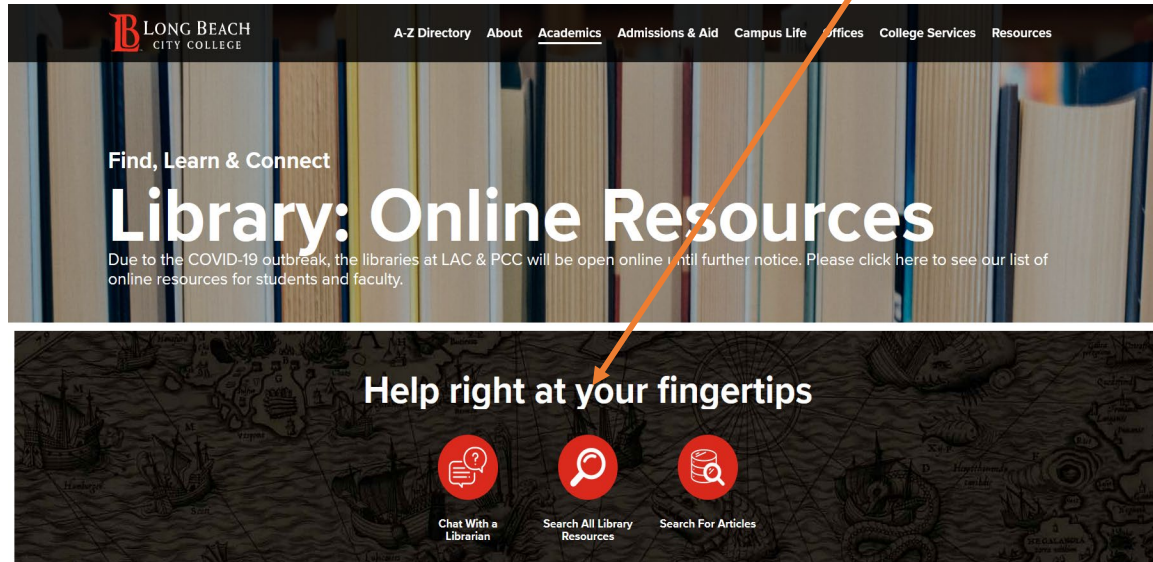 LONG BEACH
CITY COLLEGE
A-Z Directory About Academics Admissions & Aid Campus Life Offices College Services Resources
Find, Learn & Connect
Library: Online Resources
Due to the COVID-19 outbreak, the libraries at LAC & PCC will be open online until further notice. Please click here to see our list of
online resources for students and faculty.
Help right at your fingertips
Chat With a
Librarian
Search All Library
Resources
Search For Articles